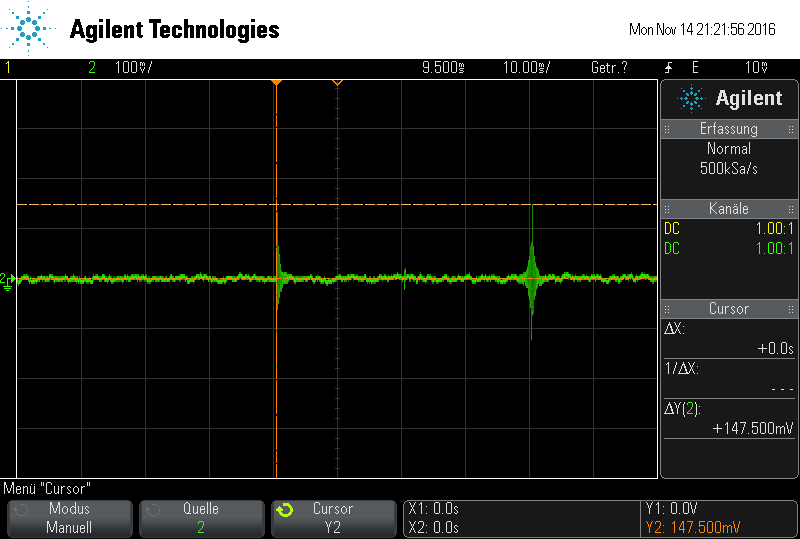 Agilent Technologies
Mon Nov 14 21:21:56 2016
1 2 100V/ 9.500s 10.00s/ Getr.? E 10V
Agilent
Erfassung
Normal
500kSa/s
Kanäle
DC 1.00:1
DC 1.00:1
Cursor
ΔX:
+0.0s
1/ΔX:
- - -
ΔY(2):
+147.500mV
2
Menü "Cursor"
Modus
Manuell
Quelle
2
Cursor
Y2
X1: 0.0s
X2: 0.0s
Y1: 0.0V
Y2: 147.500mV